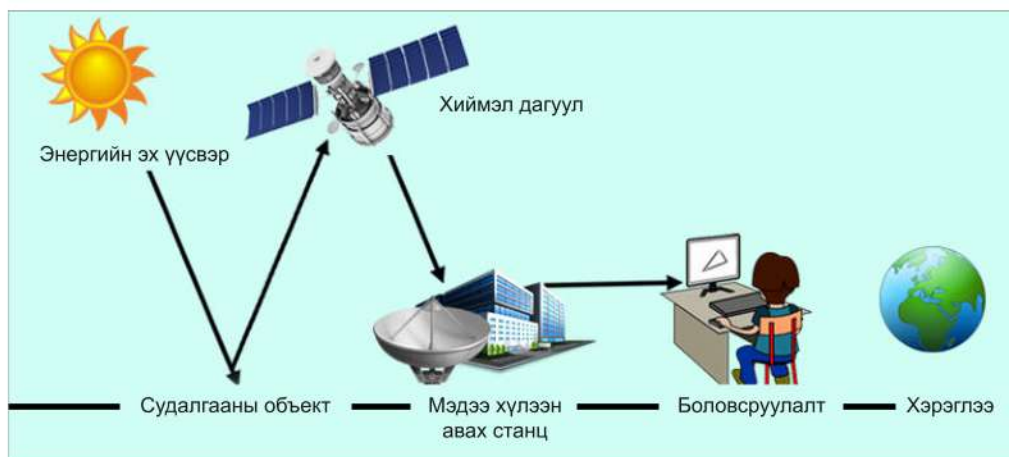 Хиймэл дагуул
Энергийн эх үүсвэр
Судалгааны объект
Мэдээ хүлээн
авах станц
Боловсруулалт
Хэрэглээ